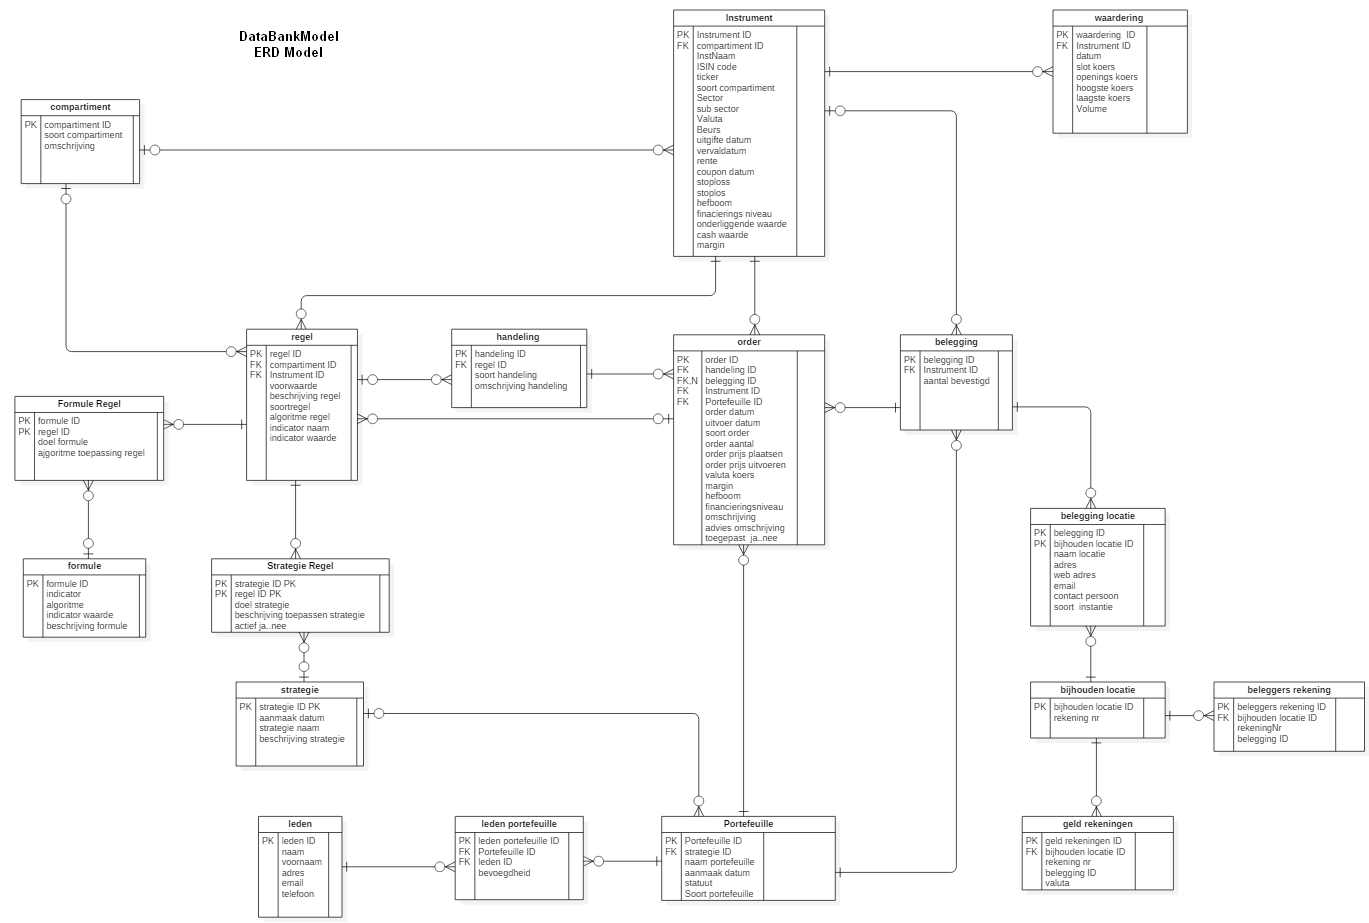 DataBankModel
ERD Model
Instrument
PK Instrument ID
FK compartiment ID
InstNaam
ISIN code
ticker
soort compartiment
Sector
sub sector
Valuta
Beurs
uitgifte datum
vervaldatum
rente
coupon datum
stoploss
stoplos
hefboom
finacierings niveau
onderliggende waarde
cash waarde
margin
waardering
PK waardering ID
FK Instrument ID
datum
slot koers
openings koers
hoogste koers
laagste koers
Volume
compartiment
PK compartiment ID
soort compartiment
omschrijving
regel
PK regel ID
FK compartiment ID
FK Instrument ID
voorwaarde
beschrijving regel
soortregel
algoritme regel
indicator naam
indicator waarde
handeling
PK handeling ID
FK regel ID
soort handeling
omschrijving handeling
order
PK order ID
FK handeling ID
FK,N belegging ID
FK Instrument ID
FK Portefeuille ID
order datum
uitvoer datum
soort order
order aantal
order prijs plaatsen
order prijs uitvoeren
valuta koers
margin
hefboom
financieringsniveau
omschrijving
advies omschrijving
toegepast ja..nee
belegging
PK belegging ID
FK Instrument ID
aantal bevestigd
Formule Regel
PK formule ID
PK regel ID
doel formule
ajgoritme toepassing regel
belegging locatie
PK belegging ID
PK bijhouden locatie ID
naam locatie
adres
web adres
email
contact persoon
soort instantie
formule
PK formule ID
indicator
algoritme
indicator waarde
beschrijving formule
Strategie Regel
PK strategie ID PK
PK regel ID PK
doel strategie
beschrijving toepassen strategie
actief ja..nee
strategie
PK strategie ID PK
aanmaak datum
strategie naam
beschrijving strategie
bijhouden locatie
PK bijhouden locatie ID
rekening nr
beleggers rekening
PK beleggers rekening ID
FK bijhouden locatie ID
rekeningNr
belegging ID
leden
PK leden ID
naam
voornaam
adres
email
telefoon
leden portefeuille
PK leden portefeuille ID
FK Portefeuille ID
FK leden ID
bevoegdheid
Portefeuille
PK Portefeuille ID
FK strategie ID
naam portefeuille
aanmaak datum
statuut
Soort portefeuille
geld rekeningen
PK geld rekeningen ID
FK bijhouden locatie ID
rekening nr
belegging ID
valuta